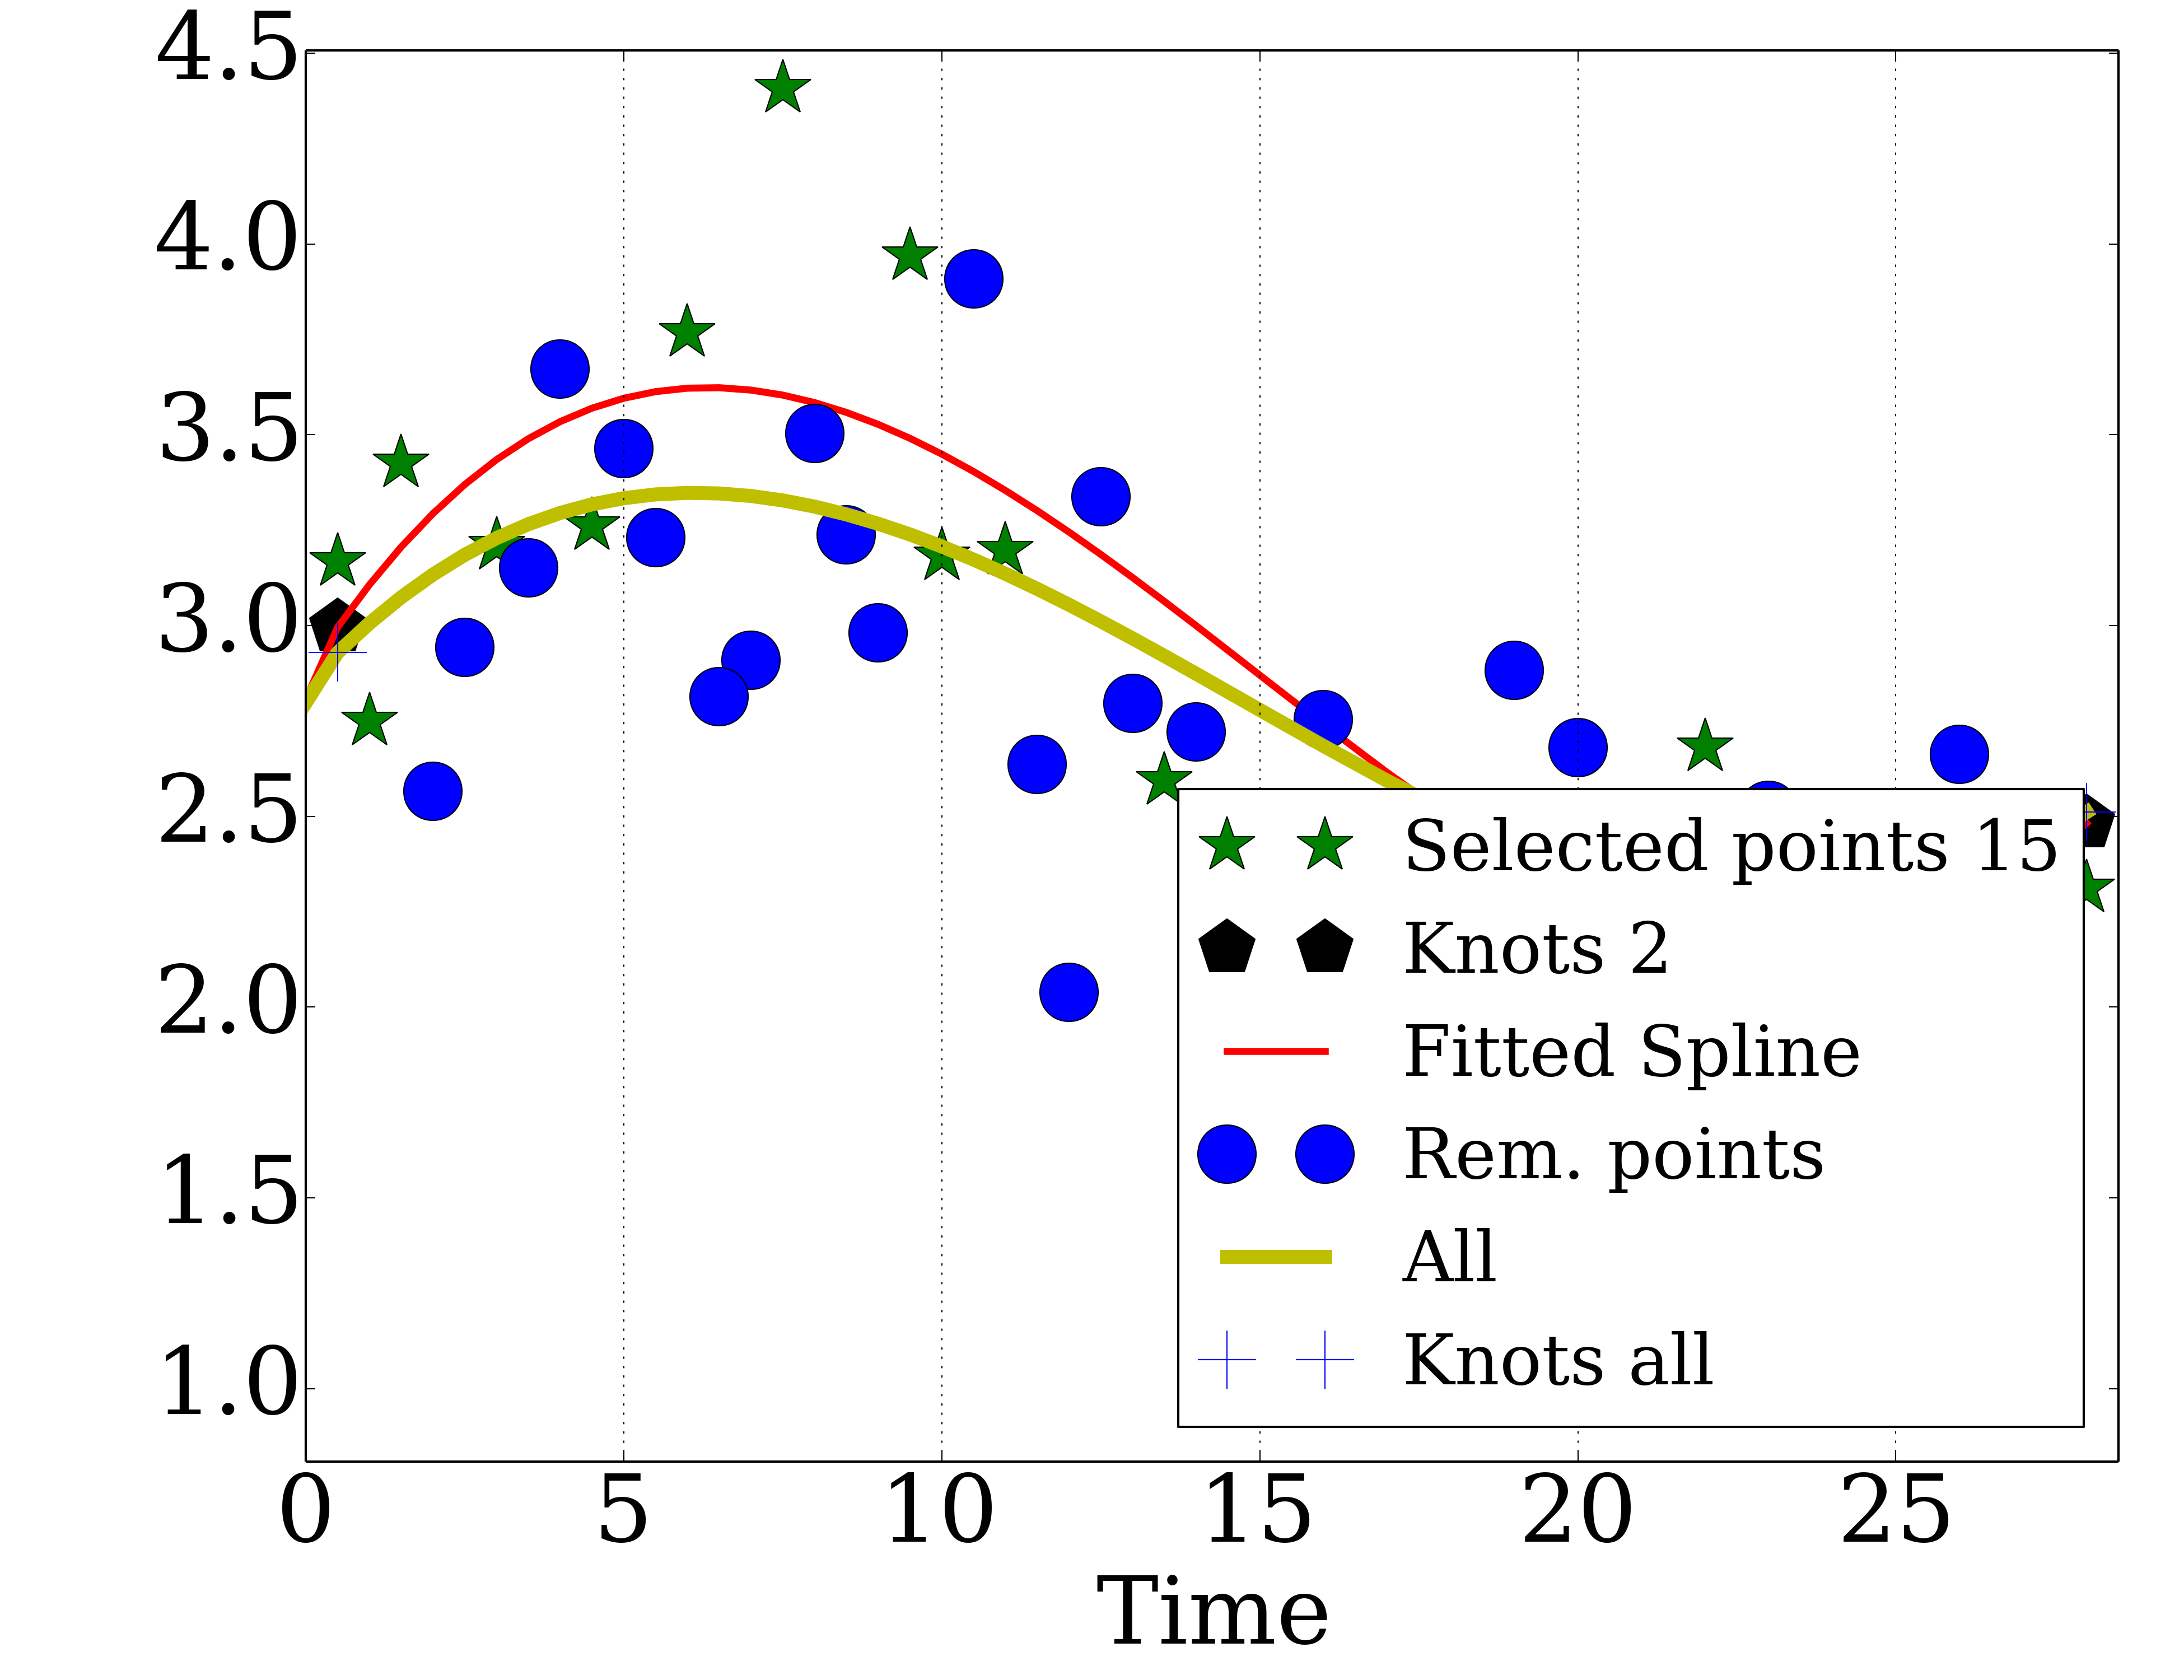 4.5
4.0
3.5
3.0
2.5
2.0
1.5
1.0
Selected points 15
Knots 2
Fitted Spline
Rem. points
All
Knots all
0 5 10 15 20 25
Time